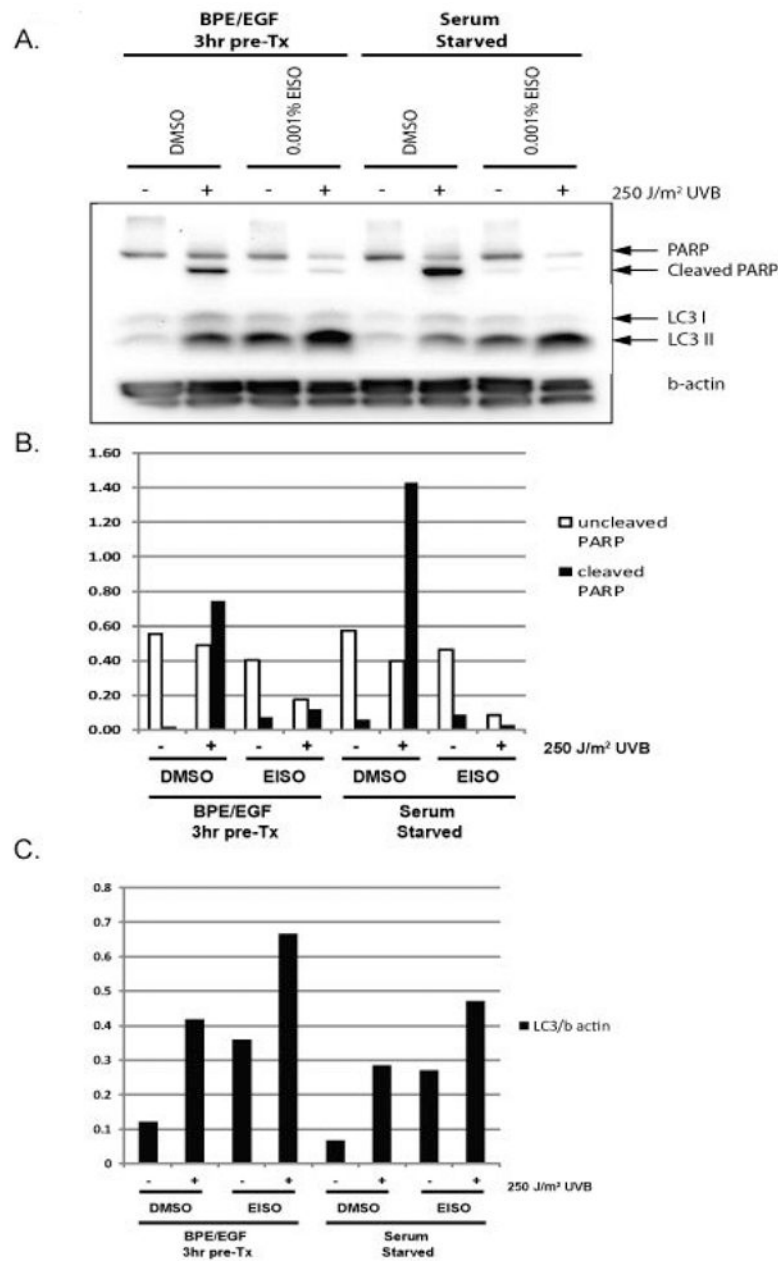 A.
BPE/EGF
3hr pre-Tx
Serum
Starved
DMSO
0.001% EISO
DMSO
0.001% EISO
- + - + - + - + 250 J/m² UVB
PARP
Cleaved PARP
LC3 I
LC3 II
b-actin
B.
1.60
1.40
1.20
1.00
0.80
0.60
0.40
0.20
0.00
uncleaved
PARP
cleaved
PARP
- + - + - + - + 250 J/m² UVB
DMSO EISO DMSO EISO
BPE/EGF
3hr pre-Tx
Serum
Starved
C.
0.8
0.7
0.6
0.5
0.4
0.3
0.2
0.1
0
LC3/b actin
- + - + - + - + 250 J/m² UVB
DMSO EISO DMSO EISO
BPE/EGF
3hr pre-Tx
Serum
Starved